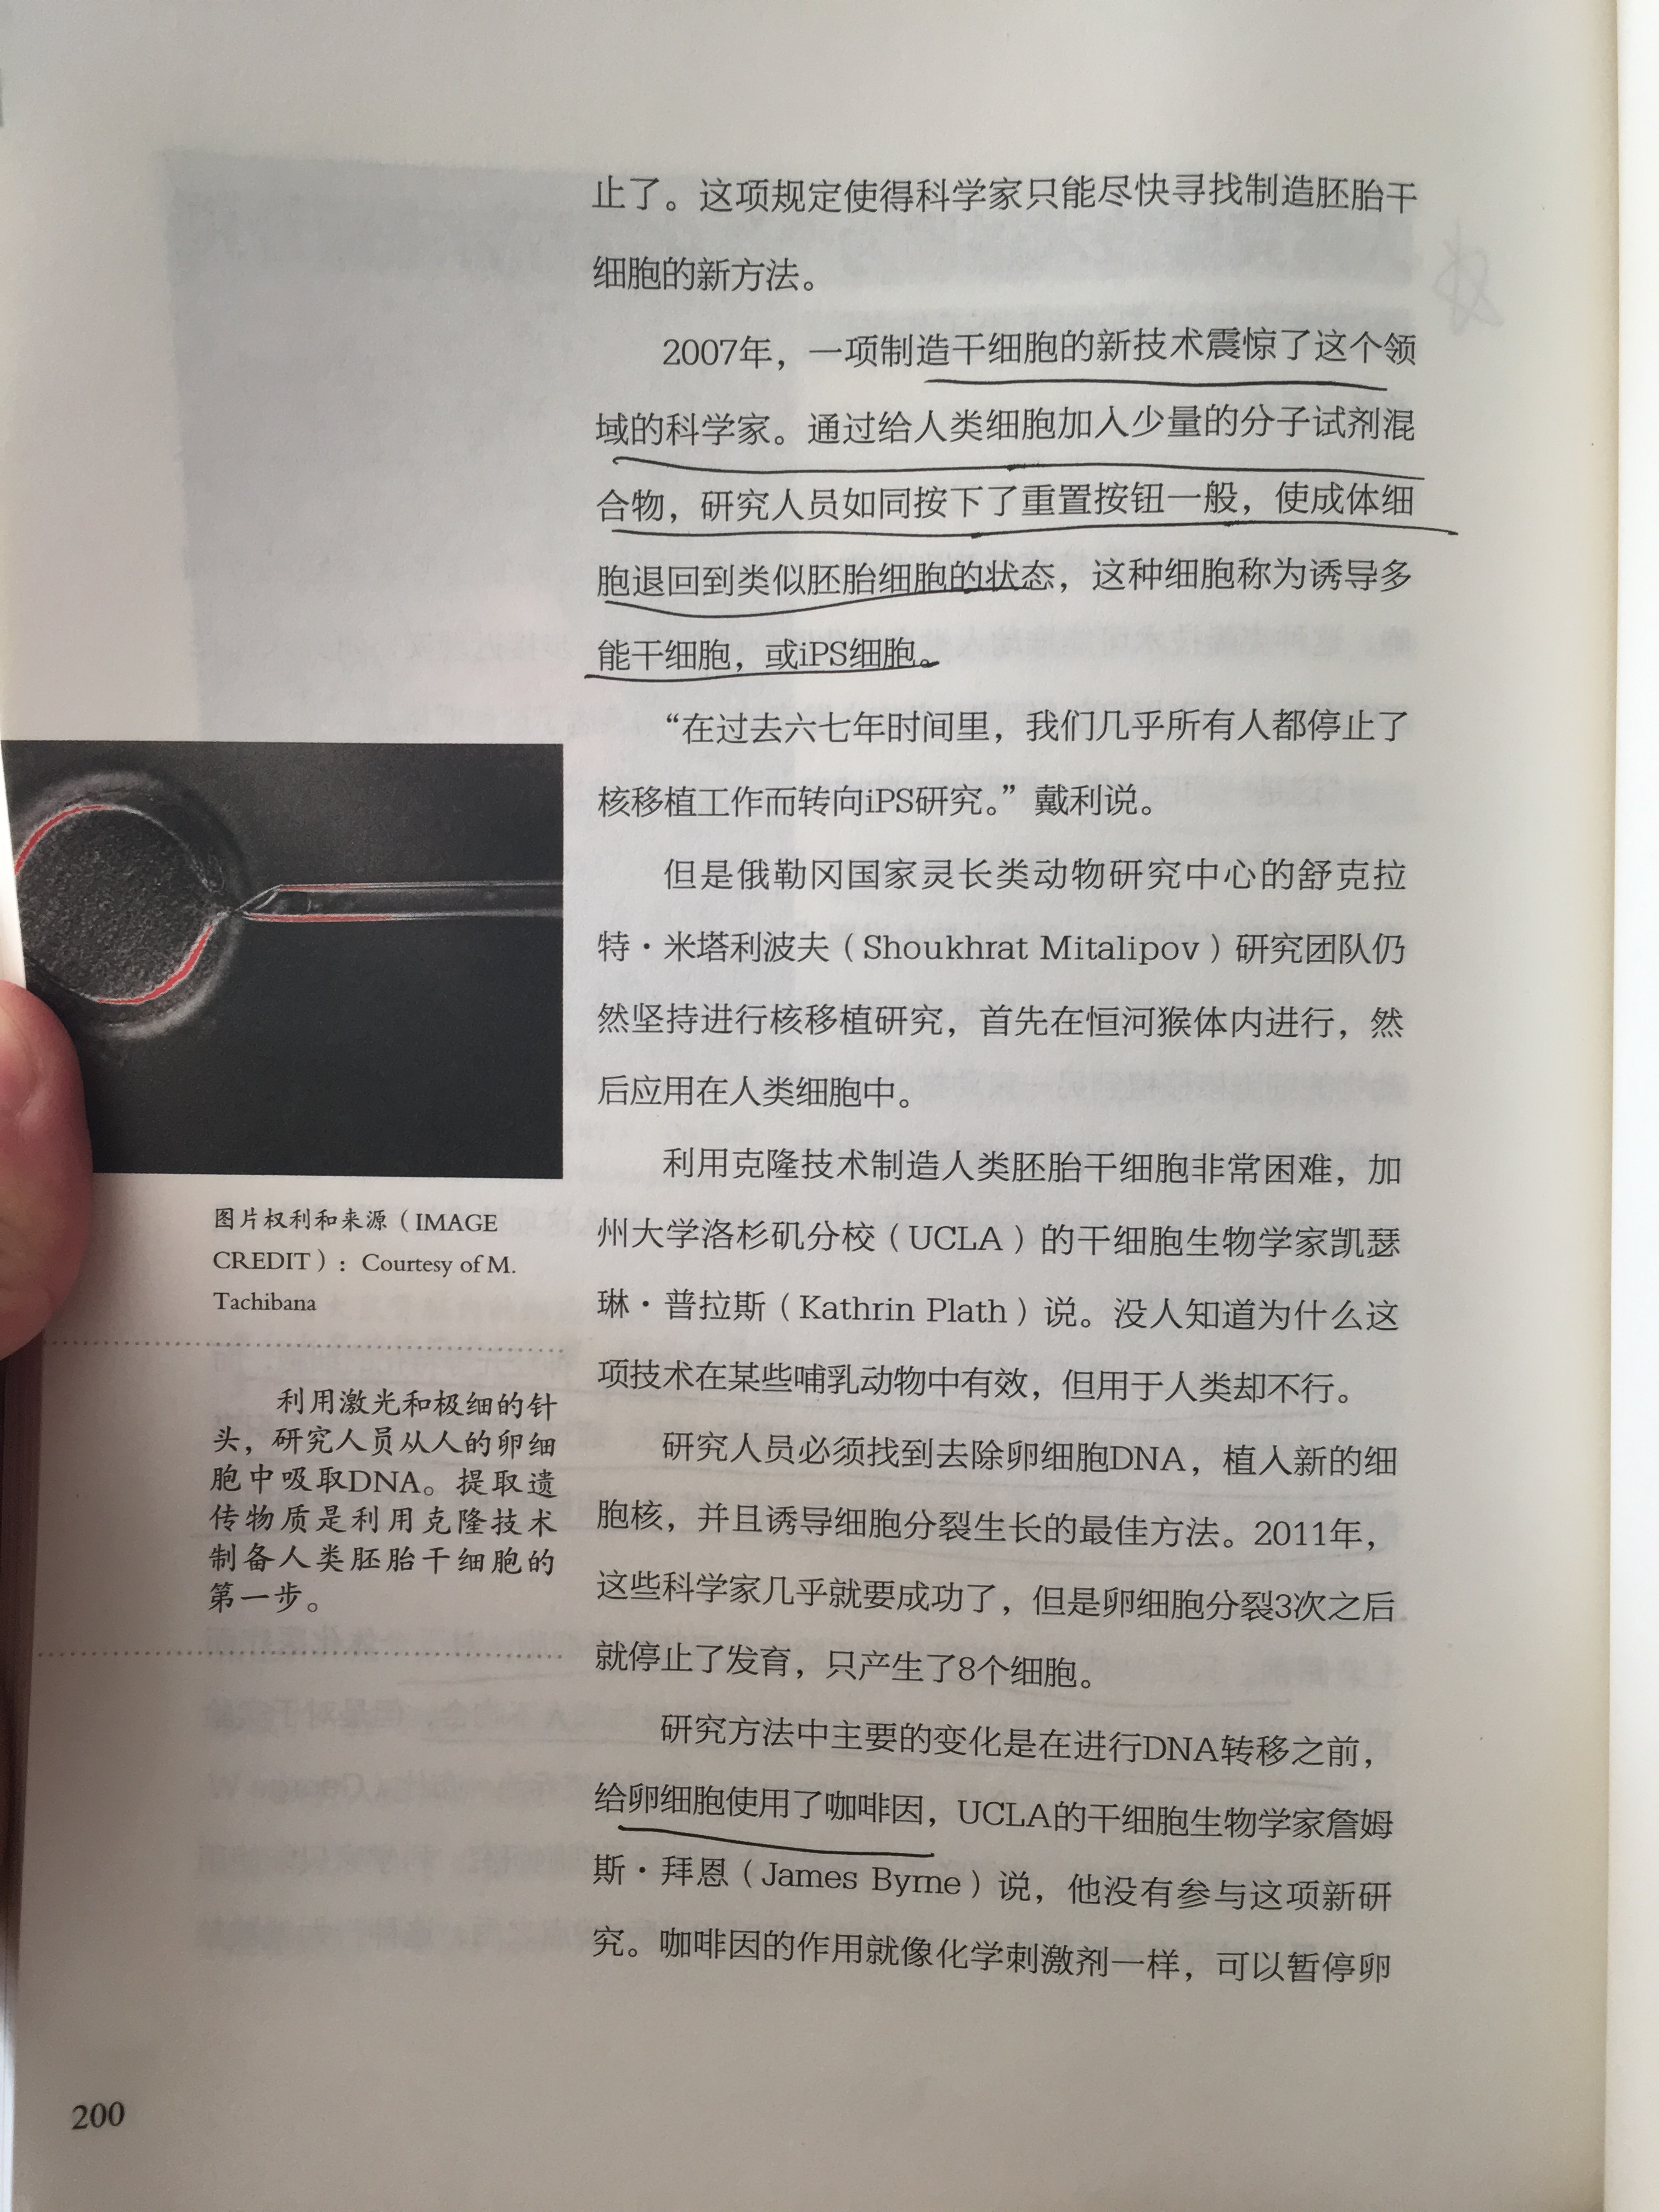 止了。这项规定使得科学家只能尽快寻找制造胚胎干
细胞的新方法。
2007年，一项制造干细胞的新技术震惊了这个领
域的科学家。通过给人类细胞加入少量的分子试剂混
合物，研究人员如同按下了重置按钮一般，使成体细
胞退回到类似胚胎细胞的状态，这种细胞称为诱导多
能干细胞，或iPS细胞。
“在过去六七年时间里，我们几乎所有人都停止了
核移植工作而转向iPS研究。”戴利说。
但是俄勒冈国家灵长类动物研究中心的舒克拉
特·米塔利波夫（Shoukhrat Mitalipov）研究团队仍
然坚持进行核移植研究，首先在恒河猴体内进行，然
后应用在人类细胞中。
利用克隆技术制造人类胚胎干细胞非常困难，加
州大学洛杉矶分校（UCLA）的干细胞生物学家凯瑟
琳·普拉斯（Kathrin Plath）说。没人知道为什么这
项技术在某些哺乳动物中有效，但用于人类却不行。
研究人员必须找到去除卵细胞DNA，植入新的细
胞核，并且诱导细胞分裂生长的最佳方法。2011年，
这些科学家几乎就要成功了，但是卵细胞分裂3次之后
就停止了发育，只产生了8个细胞。
研究方法中主要的变化是在进行DNA转移之前，
给卵细胞使用了咖啡因，UCLA的干细胞生物学家詹姆
斯·拜恩（James Byrne）说，他没有参与这项新研
究。咖啡因的作用就像化学刺激剂一样，可以暂停卵
图片权利和来源（IMAGE
CREDIT）：Courtesy of M.
Tachibana
利用激光和极细的针
头，研究人员从人的卵细
胞中吸取DNA。提取遗
传物质是利用克隆技术
制备人类胚胎干细胞的
第一步。
200